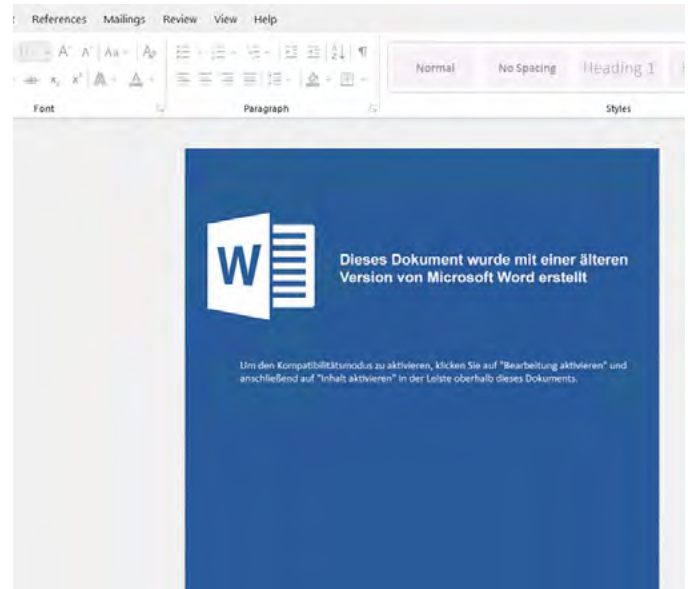 References Mailings Review View Help
Aa
Normal No Spacing Heading 1
Font Paragraph Styles
W
Dieses Dokument wurde mit einer älteren
Version von Microsoft Word erstellt
Um den Kompatibilitätsmodus zu aktivieren, klicken Sie auf "Bearbeitung aktivieren" und
anschließend auf "Inhalt aktivieren" in der Leiste oberhalb dieses Dokuments.